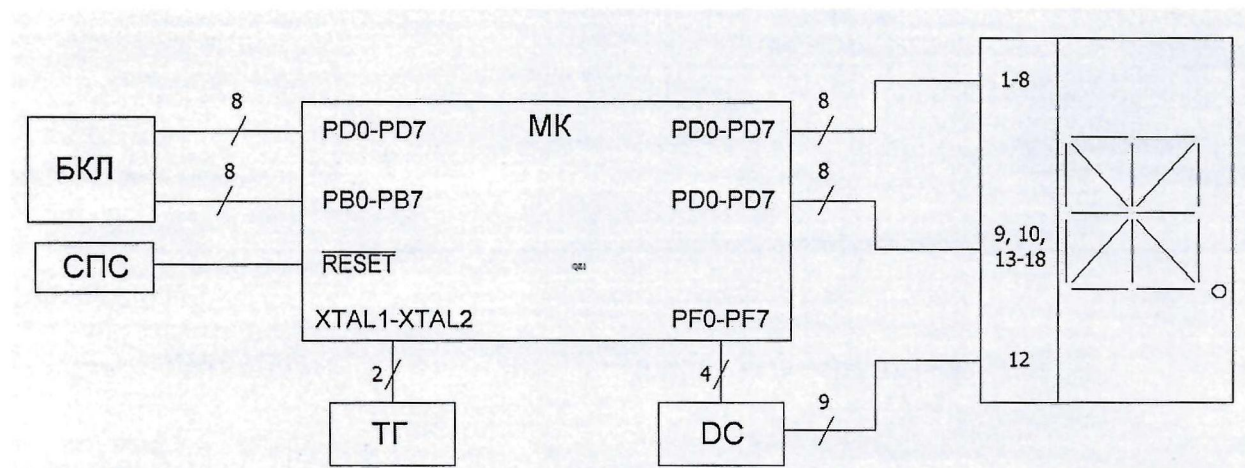 8
8
1-8
БКЛ
PD0-PD7
МК
PD0-PD7
8
8
PB0-PB7
PD0-PD7
СПС
RESET
9, 10,
13-18
XTAL1-XTAL2
PF0-PF7
12
2
4
9
ТГ
DC